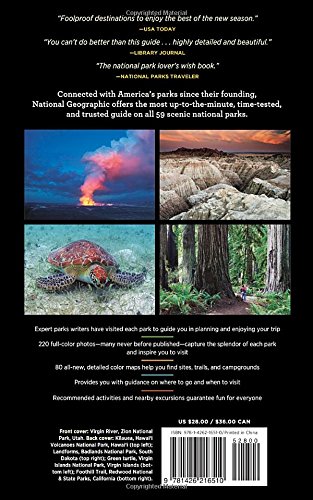 "Foolproof destinations to enjoy the best of the new season."
—USA TODAY
"You can't do better than this guide . . . highly detailed and beautiful."
—LIBRARY JOURNAL
"The national park lover's wish book."
—NATIONAL PARKS TRAVELER
Connected with America's parks since their founding,
National Geographic offers the most up-to-the-minute, time-tested,
and trusted guide on all 59 scenic national parks.
Expert parks writers have visited each park to guide you in planning and enjoying your trip
220 full-color photos—many never before published—capture the splendor of each
park and inspire you to visit
80 all-new, detailed color maps help you find sites, trails, and campgrounds
Provides you with guidance on where to go and when to visit
Recommended activities and nearby excursions guarantee fun for everyone
Front cover: Virgin River, Zion National
Park, Utah. Back cover: Kilauea, Hawai'i
Volcanoes National Park, Hawai'i (top left);
Landforms, Badlands National Park, South
Dakota (top right); Green turtle, Virgin
Islands National Park, Virgin Islands (bot-
tom left); Foothill Trail, Redwood National
& State Parks, California (bottom right).
US $28.00 / $36.00 CAN
ISBN: 978-1-4262-1651-0/Printed in China
52800
9 781426 216510